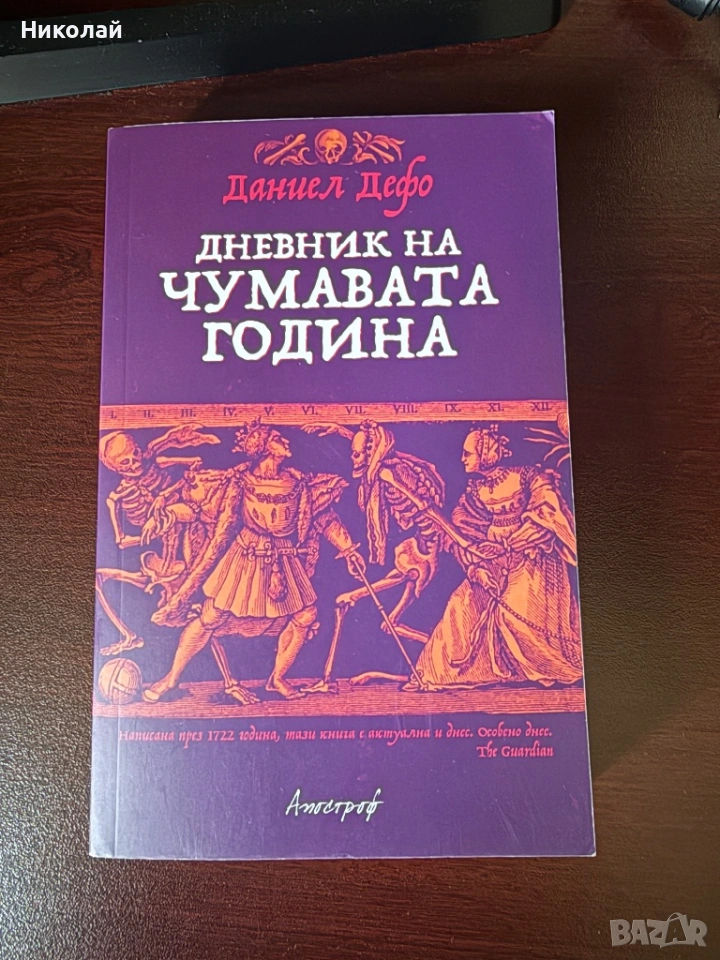 Николай
Даниел Дефо
ДНЕВНИК НА
ЧУМАВАТА
ГОДИНА
I. II. III. IV. V. VI. VII. VIII. IX. XI. XII.
Написана през 1722 година, тази книга е актуална и днес. Особено днес.
The Guardian
Апостроф
BAZAR